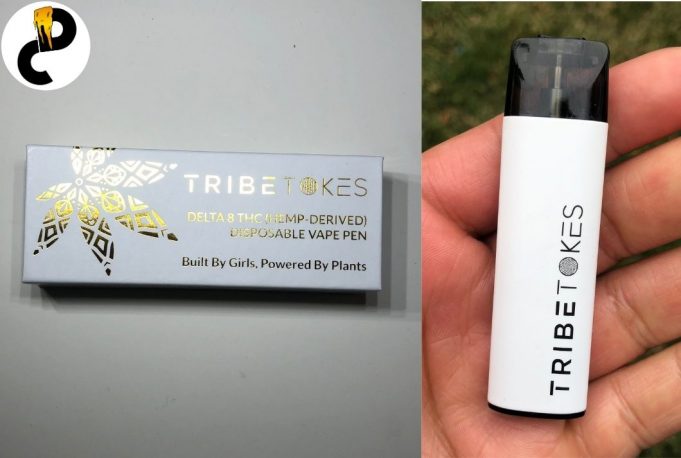 TRIBETOKES
DELTA 8 THC (HEMP-DERIVED)
DISPOSABLE VAPE PEN
Built By Girls, Powered By Plants
TRIBETOKES